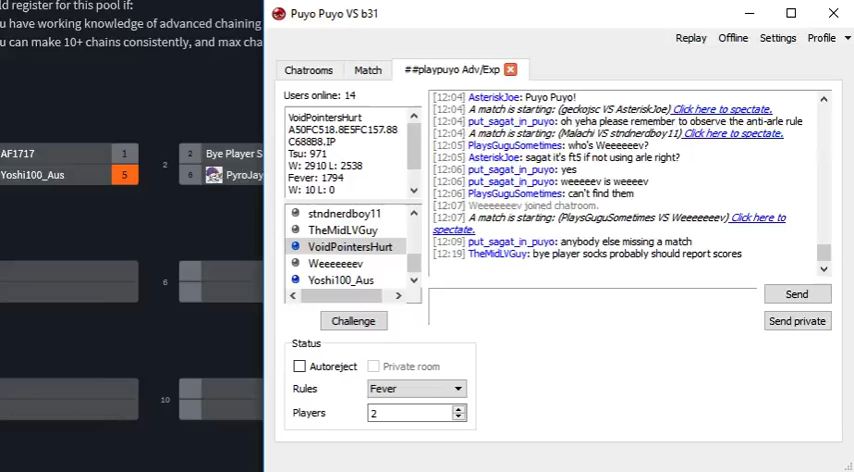 ld register for this pool if:
u have working knowledge of advanced chaining
u can make 10+ chains consistently, and max cha
AF1717 1
Yoshi100_Aus 5
2
2 Bye Player S
6 PyroJay
6
10
Puyo Puyo VS b31
Replay Offline Settings Profile
Chatrooms Match ##playpuyo Adv/Exp
Users online: 14
VoidPointersHurt
A50FC518.8E5FC157.88
C688B8.IP
Tsu: 971
W: 2910 L: 2538
Fever: 1794
W: 10 L: 0
stndnerdboy11
TheMidLVGuy
VoidPointersHurt
Weeeeeev
Yoshi100_Aus
Challenge
[12:04] AsteriskJoe: Puyo Puyo!
[12:04] A match is starting: (geckojsc VS AsteriskJoe) Click here to spectate.
[12:04] put_sagat_in_puyo: oh yeha please remember to observe the anti-arle rule
[12:04] A match is starting: (Malachi VS stndnerdboy11) Click here to spectate.
[12:05] PlaysGuguSometimes: who's Weeeeeev?
[12:05] AsteriskJoe: sagat it's ft5 if not using arle right?
[12:05] put_sagat_in_puyo: yes
[12:06] put_sagat_in_puyo: weeeeev is weeeev
[12:06] PlaysGuguSometimes: can't find them
[12:07] Weeeeeeev joined chatroom.
[12:07] A match is starting: (PlaysGuguSometimes VS Weeeeeev) Click here to
spectate.
[12:09] put_sagat_in_puyo: anybody else missing a match
[12:19] TheMidLVGuy: bye player socks probably should report scores
Send
Send private
Status
Autoreject Private room
Rules Fever
Players 2